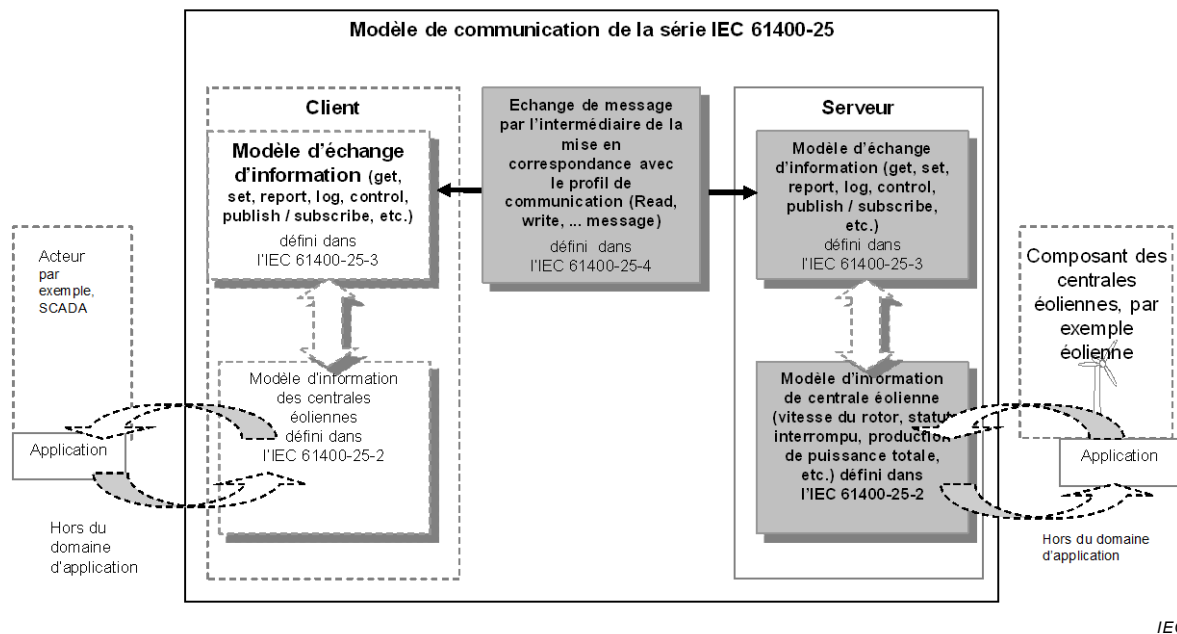 Modèle de communication de la série IEC 61400-25
Client
Modèle d'échange
d'information (get,
set, report, log, control,
publish / subscribe, etc.)
défini dans
l'IEC 61400-25-3
Echange de message
par l'intermédiaire de la
mise en
correspondance avec
le profil de
communication (Read,
write, ... message)
défini dans
l'IEC 61400-25-4
Serveur
Modèle d'échange
d'information (get, set,
report, log, control,
publish / subscribe,
etc.)
défini dans
l'IEC 61400-25-3
Acteur
par
exemple,
SCADA
Composant des
centrales
éoliennes, par
exemple
éolienne
Modèle d'information
des centrales
éoliennes
défini dans
l'IEC 61400-25-2
Modèle d'information
de centrale éolienne
(vitesse du rotor, statut
interrompu, production
de puissance totale,
etc.) défini dans
l'IEC 61400-25-2
Application
Application
Hors du
domaine
d'application
Hors du domaine
d'application